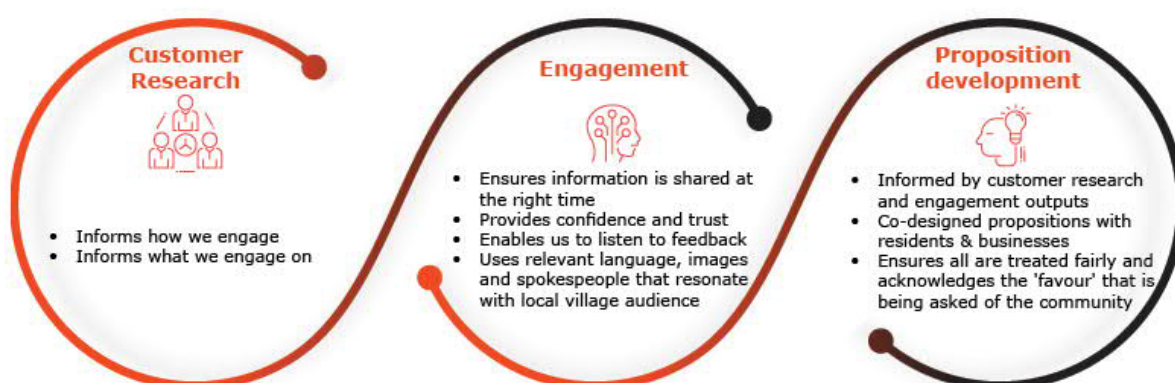 Customer
Research
• Informs how we engage
• Informs what we engage on
Engagement
• Ensures information is shared at
the right time
• Provides confidence and trust
• Enables us to listen to feedback
• Uses relevant language, images
and spokespeople that resonate
with local village audience
Proposition
development
• Informed by customer research
and engagement outputs
• Co-designed propositions with
residents & businesses
• Ensures all are treated fairly and
acknowledges the 'favour' that is
being asked of the community